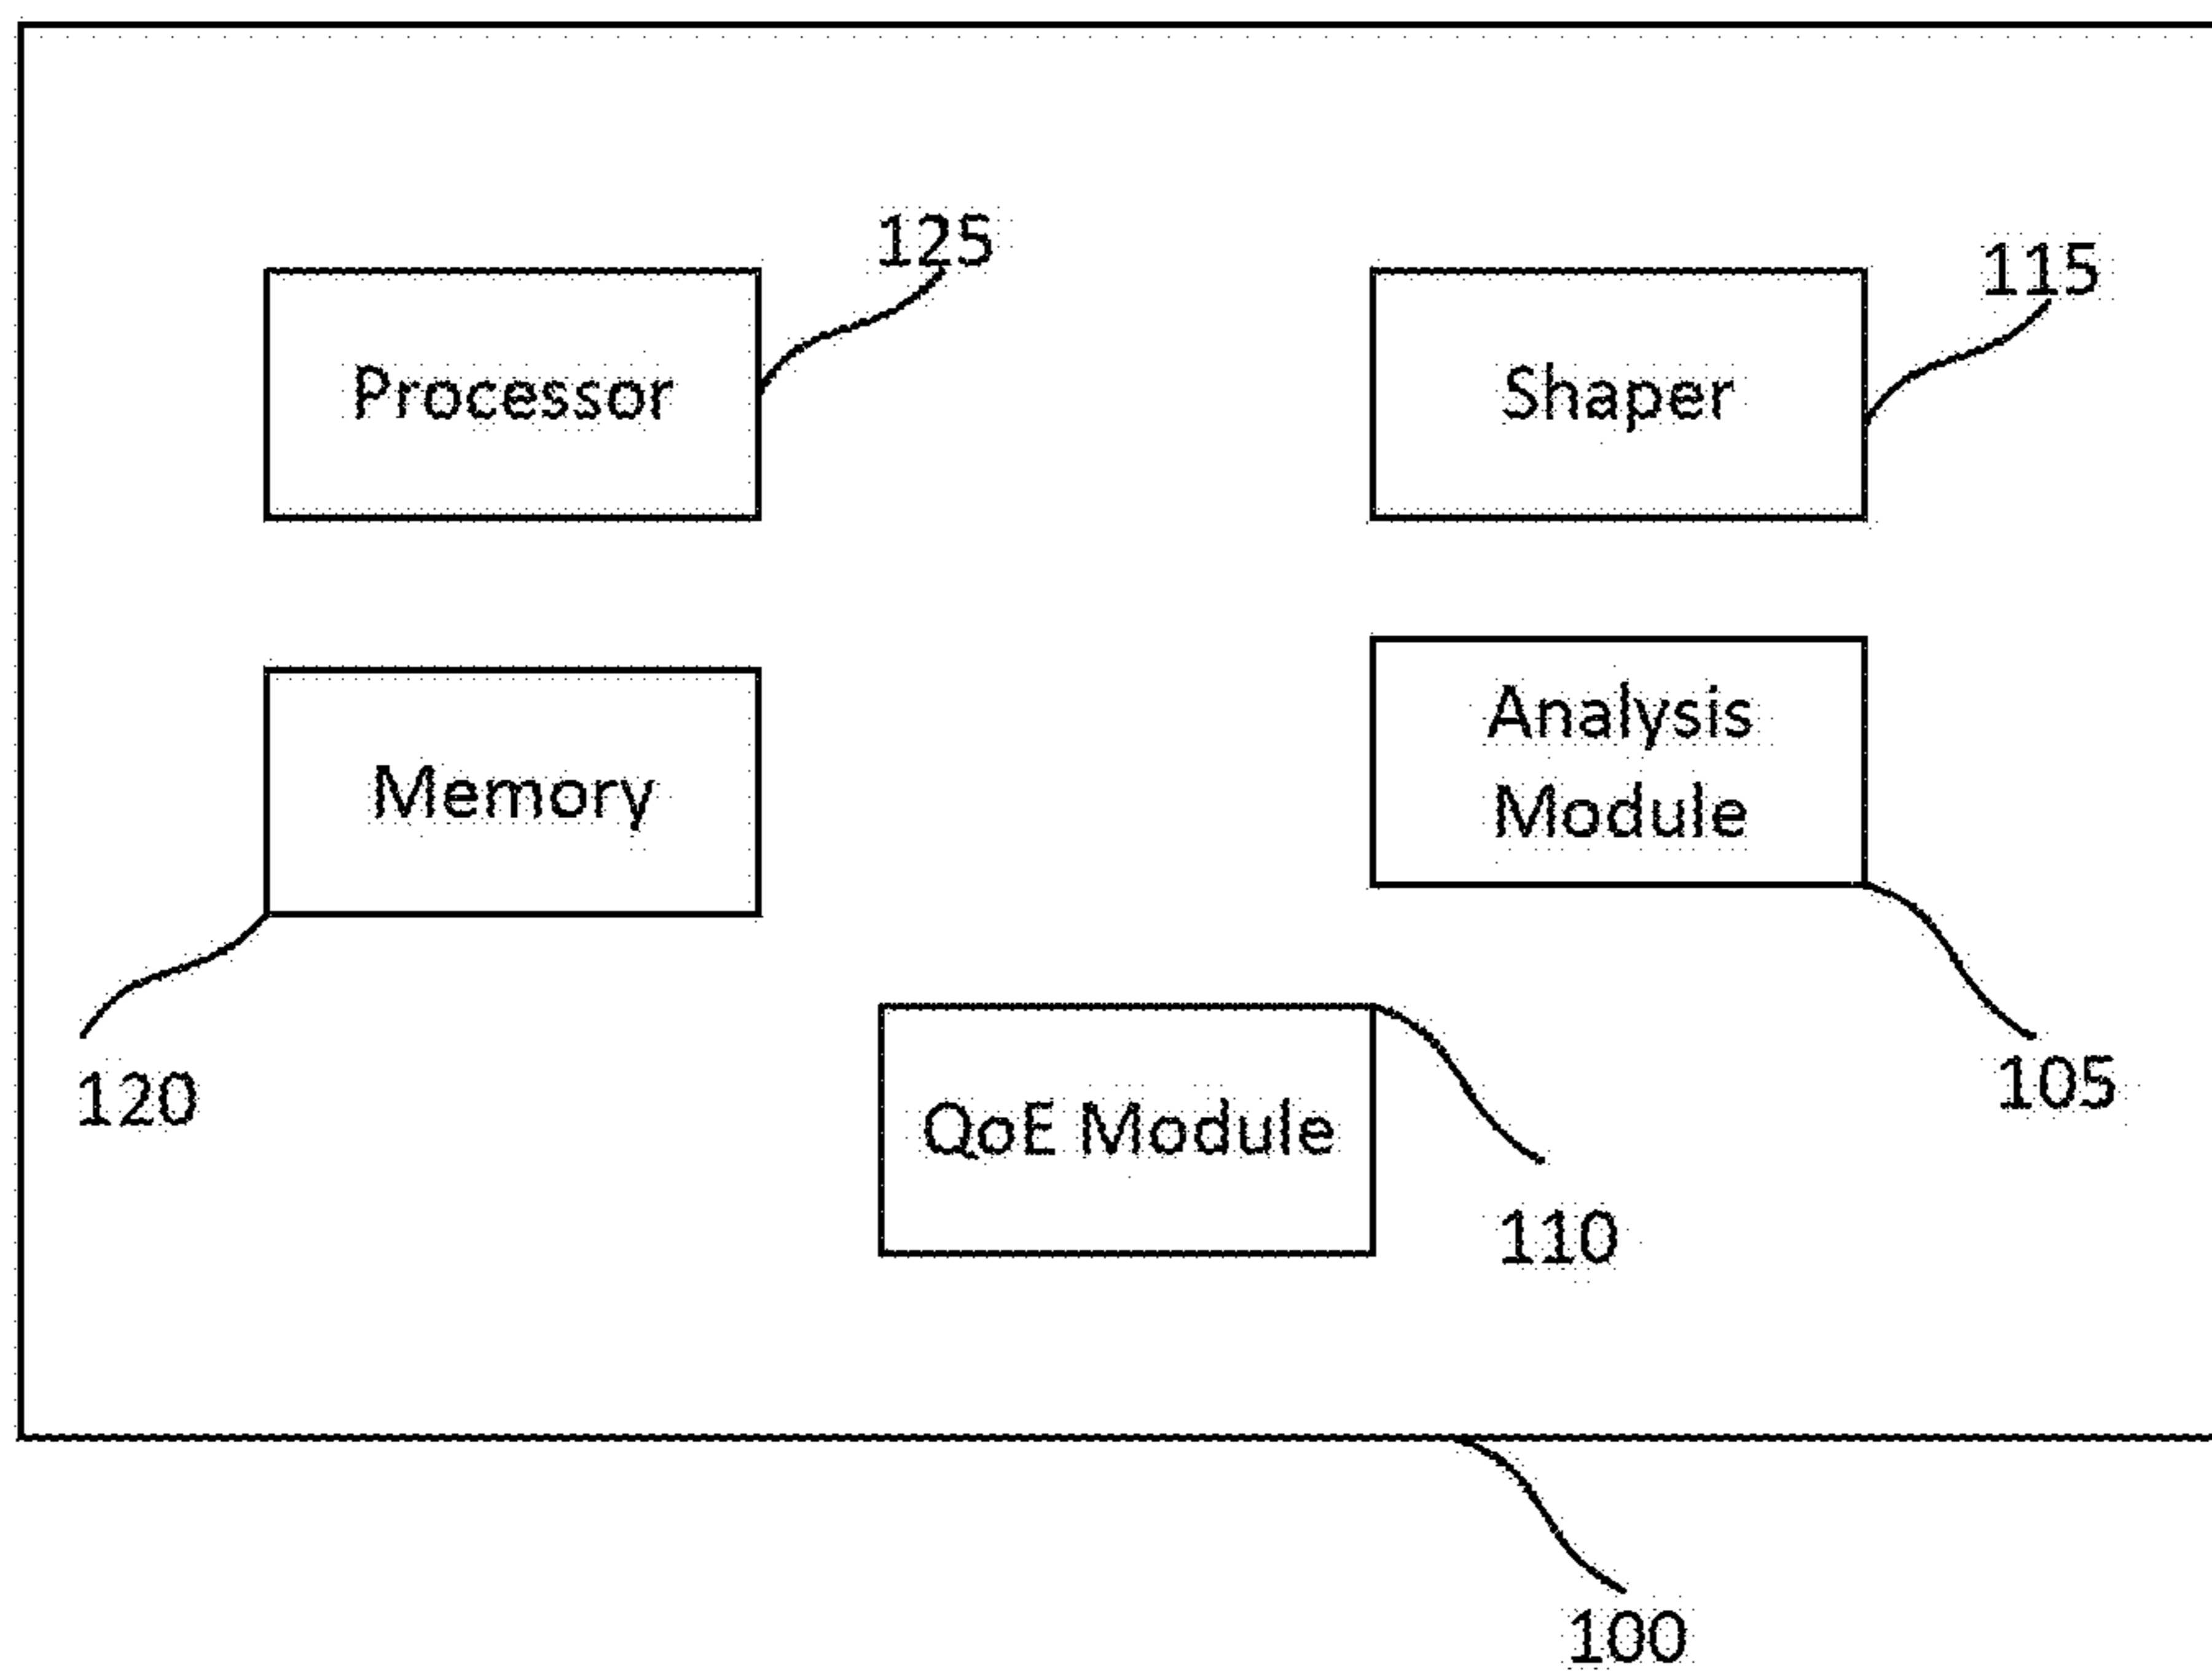 125
115
Processor
Shaper
Analysis
Module
Memory
120
105
QoE Module
110
100